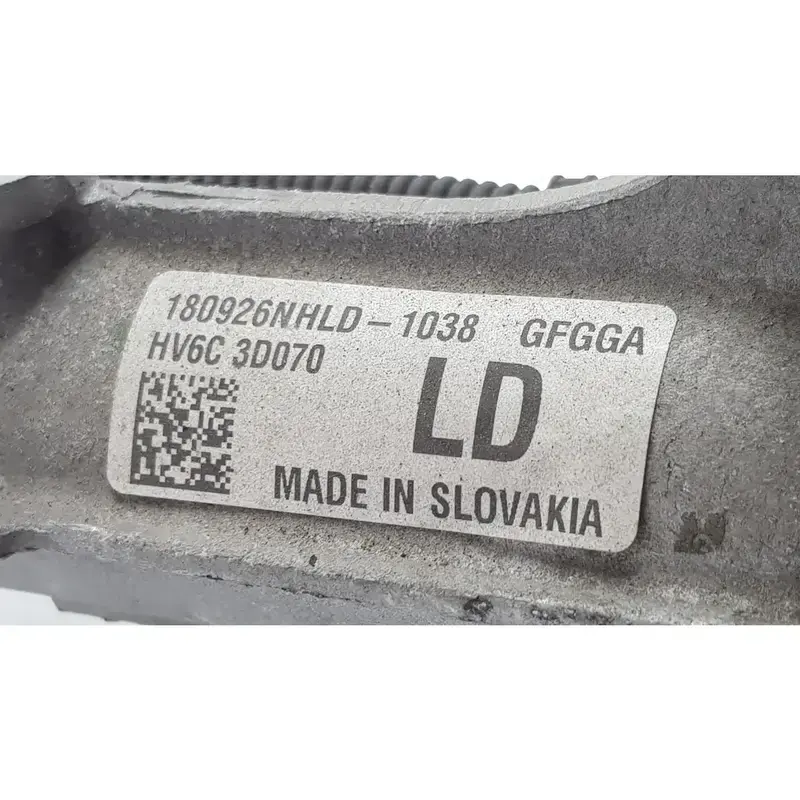 180926NHLD-1038 GFGGA
HV6C 3D070
LD
MADE IN SLOVAKIA